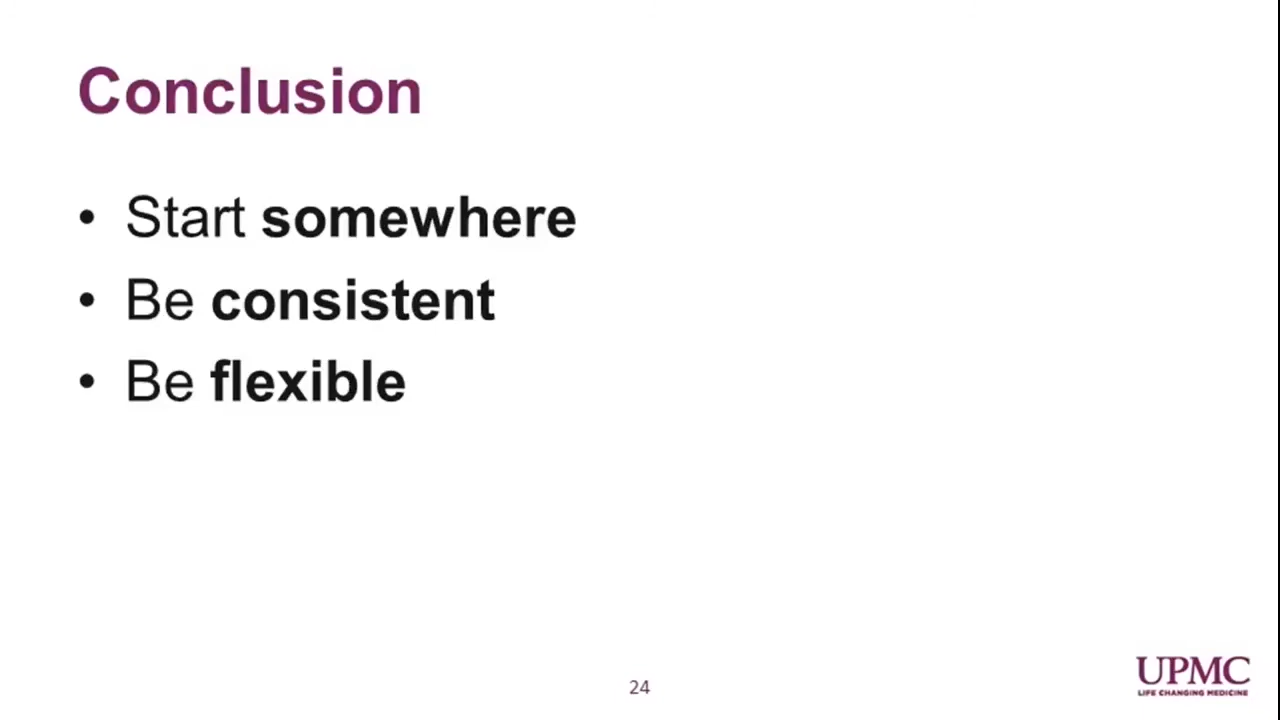 Conclusion
• Start somewhere
• Be consistent
• Be flexible
24
UPMC
LIFE CHANGING MEDICINE